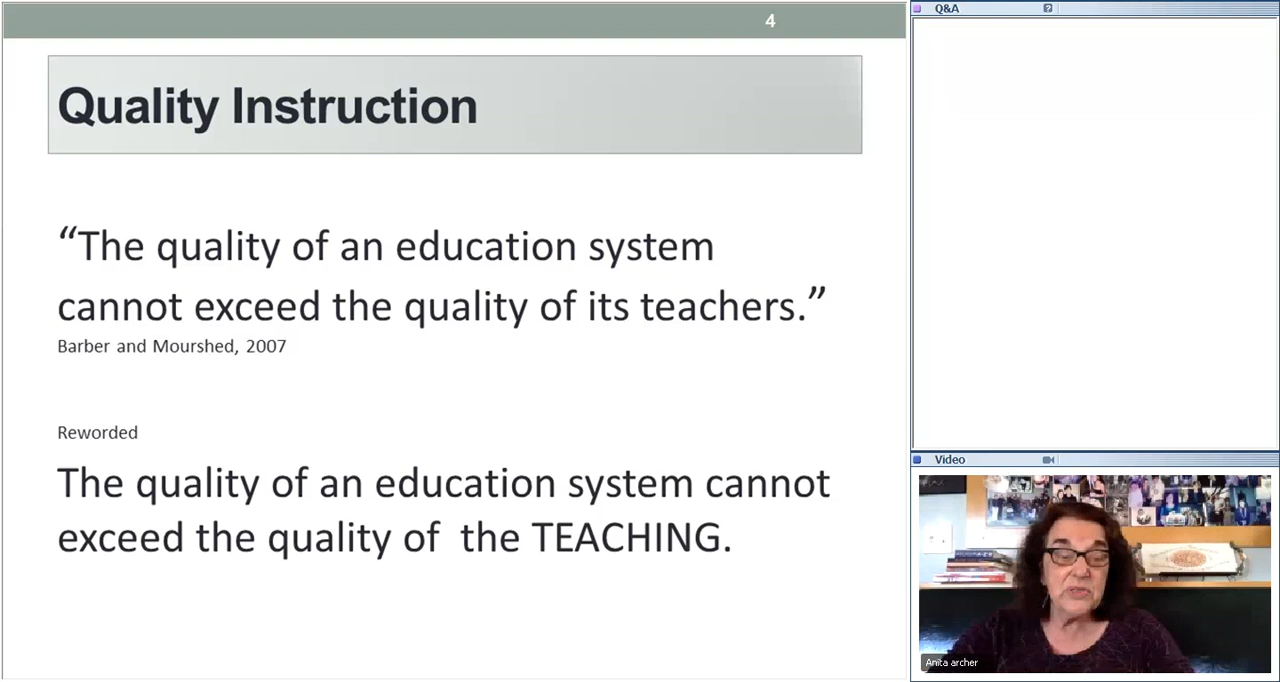 4
Q&A
Quality Instruction
“The quality of an education system
cannot exceed the quality of its teachers.”
Barber and Mourshed, 2007
Reworded
The quality of an education system cannot
exceed the quality of  the TEACHING.
Video
Anita archer